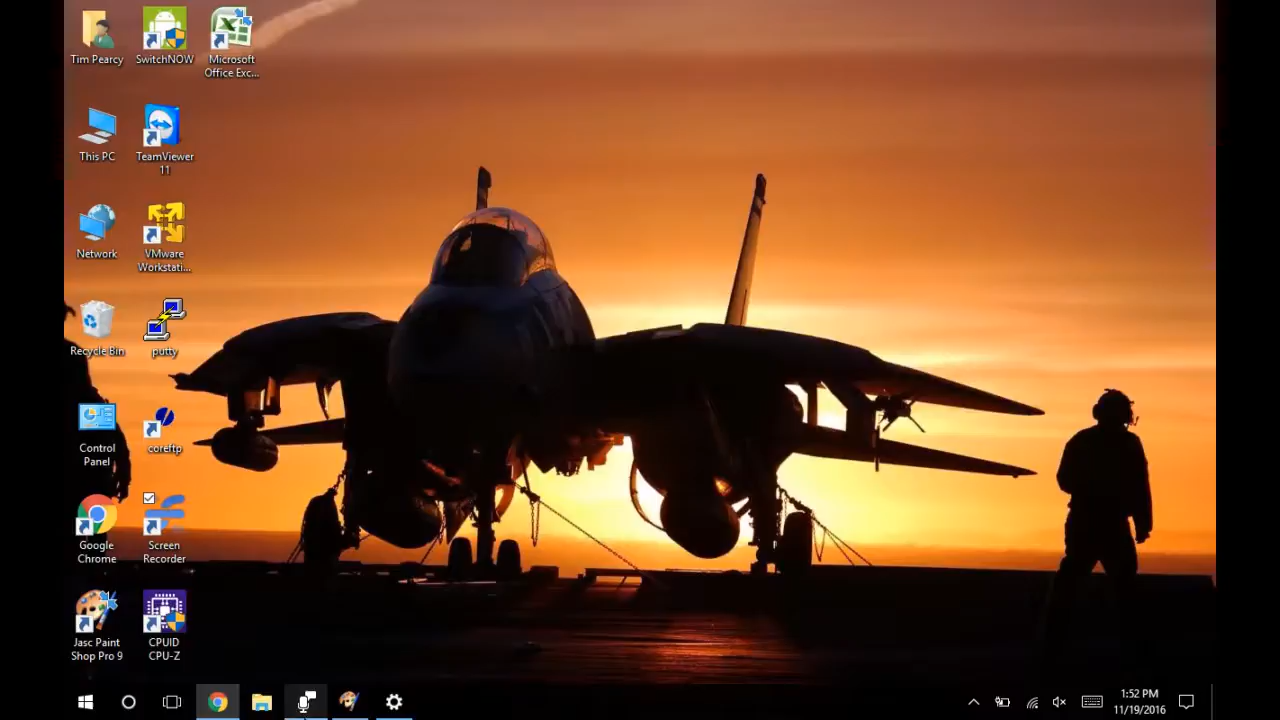 Tim Pearcy
SwitchNOW
Microsoft
Office Exc...
This PC
TeamViewer
11
Network
VMware
Workstati...
Recycle Bin
putty
Control
Panel
coreftp
Google
Chrome
Screen
Recorder
Jasc Paint
Shop Pro 9
CPUID
CPU-Z
1:52 PM
11/19/2016